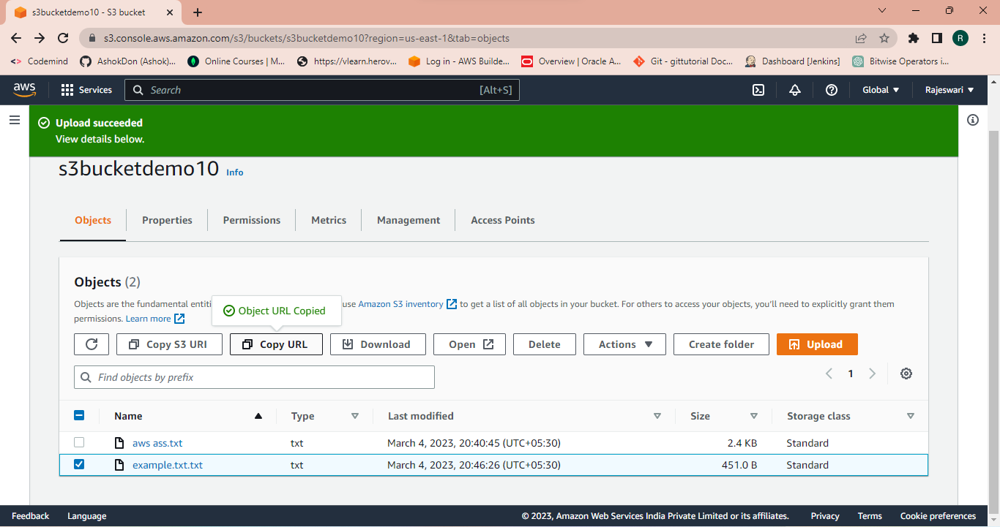 s3bucketdemo10 - S3 bucket
s3.console.aws.amazon.com/s3/buckets/s3bucketdemo10?region=us-east-1&tab=objects
R
<> Codemind AshokDon (Ashok)... Online Courses | M... https://vlearn.herov... Log in - AWS Builde... Overview | Oracle A... Git - gittutorial Doc... Dashboard [Jenkins] Bitwise Operators i...
aws Services Search [Alt+S] Global Rajeswari
Upload succeeded
View details below.
s3bucketdemo10 Info
Objects Properties Permissions Metrics Management Access Points
Objects (2)
Objects are the fundamental entiti use Amazon S3 inventory to get a list of all objects in your bucket. For others to access your objects, you'll need to explicitly grant them
permissions. Learn more
Object URL Copied
Copy S3 URI Copy URL Download Open Delete Actions Create folder Upload
Find objects by prefix 1
Name Type Last modified Size Storage class
aws ass.txt txt March 4, 2023, 20:40:45 (UTC+05:30) 2.4 KB Standard
example.txt.txt txt March 4, 2023, 20:46:26 (UTC+05:30) 451.0 B Standard
Feedback Language © 2023, Amazon Web Services India Private Limited or its affiliates. Privacy Terms Cookie preferences